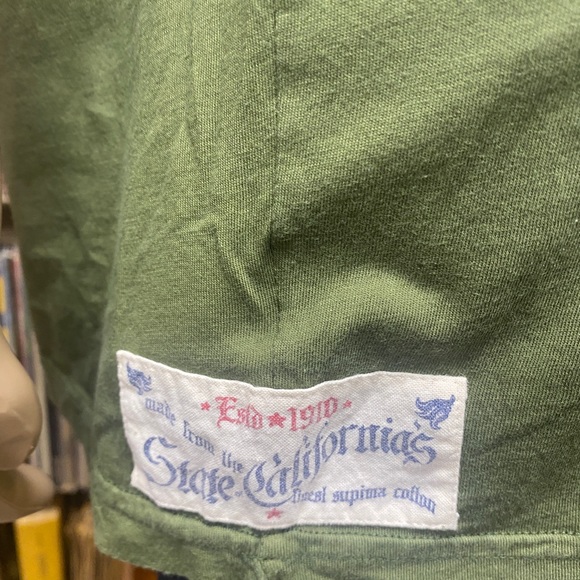 ★ Estd ★ 1910 ★
made from the
State California's
finest supima cotton